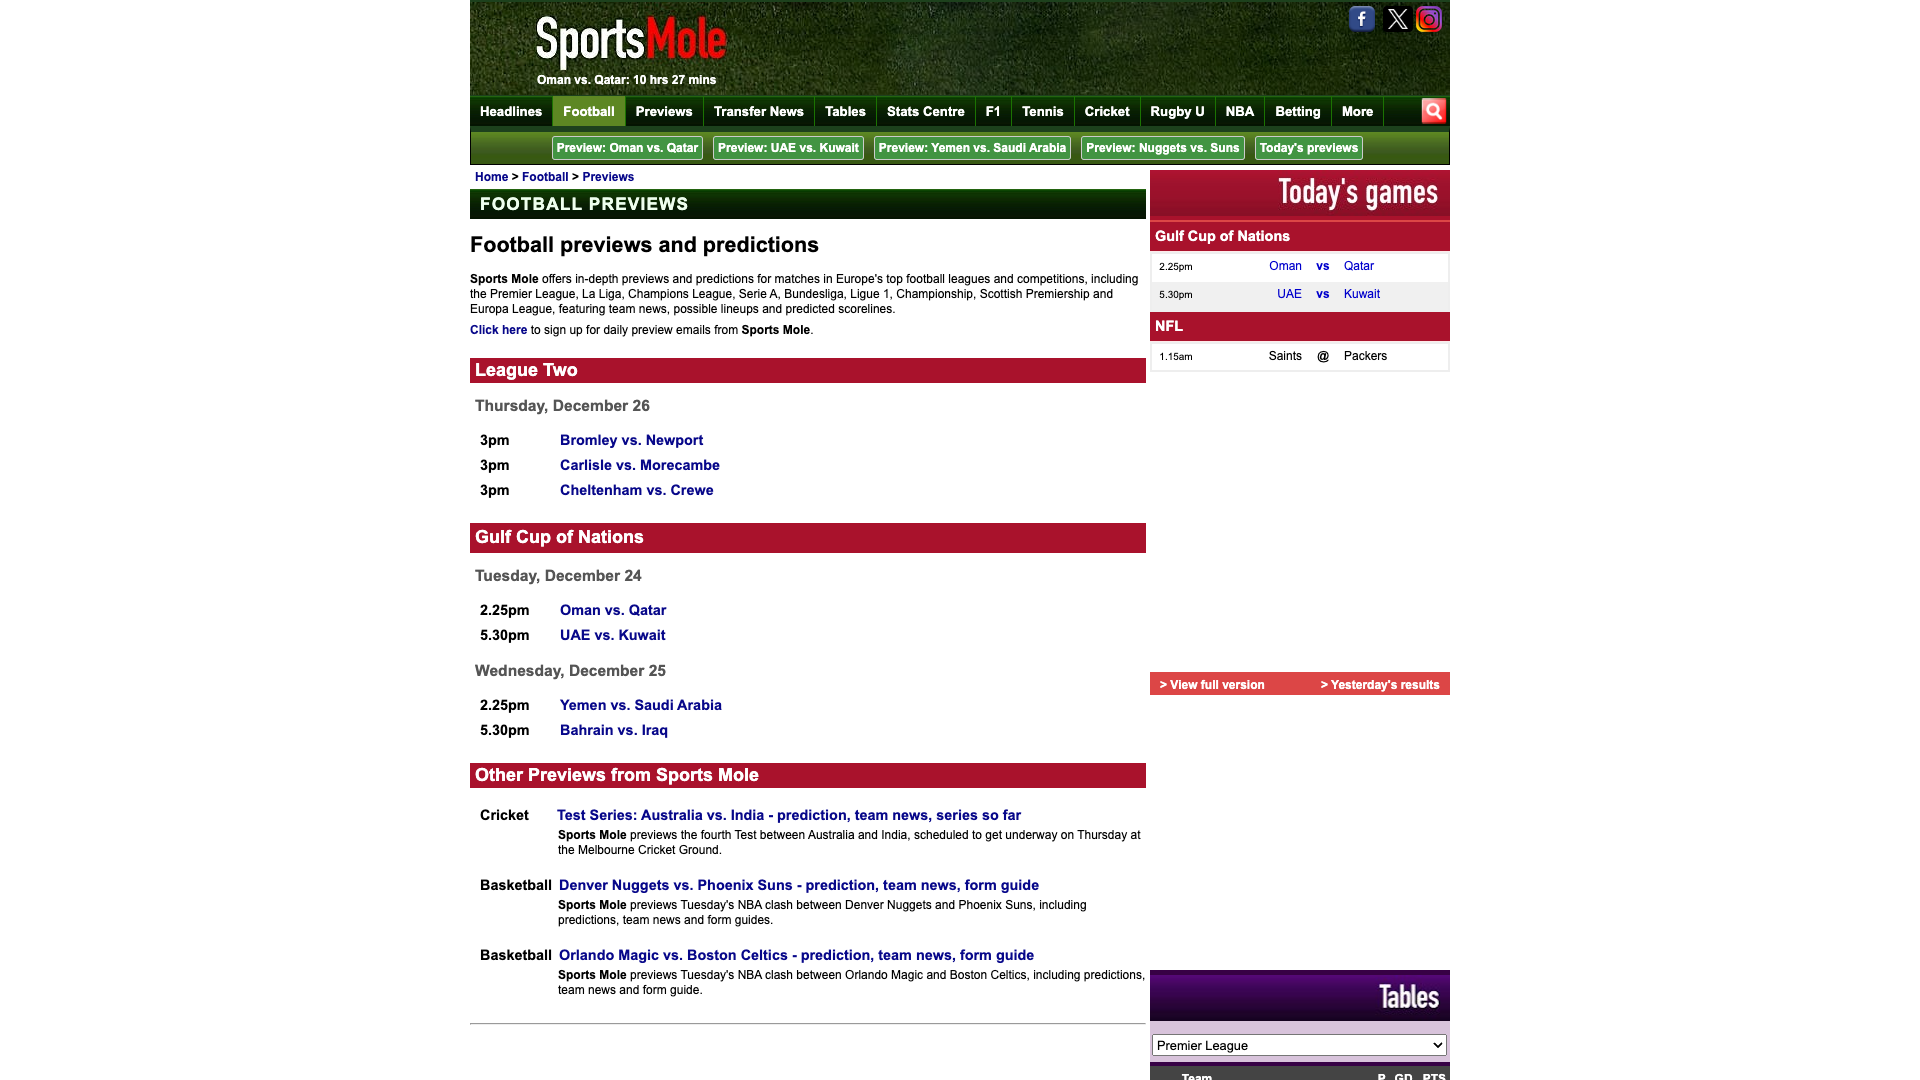 SportsMole
Oman vs. Qatar: 10 hrs 27 mins
Headlines Football Previews Transfer News Tables Stats Centre F1 Tennis Cricket Rugby U NBA Betting More
Preview: Oman vs. Qatar Preview: UAE vs. Kuwait Preview: Yemen vs. Saudi Arabia Preview: Nuggets vs. Suns Today's previews
Home > Football > Previews
FOOTBALL PREVIEWS
Football previews and predictions
Sports Mole offers in-depth previews and predictions for matches in Europe's top football leagues and competitions, including
the Premier League, La Liga, Champions League, Serie A, Bundesliga, Ligue 1, Championship, Scottish Premiership and
Europa League, featuring team news, possible lineups and predicted scorelines.
Click here to sign up for daily preview emails from Sports Mole.
League Two
Thursday, December 26
3pm Bromley vs. Newport
3pm Carlisle vs. Morecambe
3pm Cheltenham vs. Crewe
Gulf Cup of Nations
Tuesday, December 24
2.25pm Oman vs. Qatar
5.30pm UAE vs. Kuwait
Wednesday, December 25
2.25pm Yemen vs. Saudi Arabia
5.30pm Bahrain vs. Iraq
Other Previews from Sports Mole
Cricket Test Series: Australia vs. India - prediction, team news, series so far
Sports Mole previews the fourth Test between Australia and India, scheduled to get underway on Thursday at
the Melbourne Cricket Ground.
Basketball Denver Nuggets vs. Phoenix Suns - prediction, team news, form guide
Sports Mole previews Tuesday's NBA clash between Denver Nuggets and Phoenix Suns, including
predictions, team news and form guides.
Basketball Orlando Magic vs. Boston Celtics - prediction, team news, form guide
Sports Mole previews Tuesday's NBA clash between Orlando Magic and Boston Celtics, including predictions,
team news and form guide.
Today's games
Gulf Cup of Nations
2.25pm Oman vs Qatar
5.30pm UAE vs Kuwait
NFL
1.15am Saints @ Packers
> View full version > Yesterday's results
Tables
Premier League
Team P GD PTS